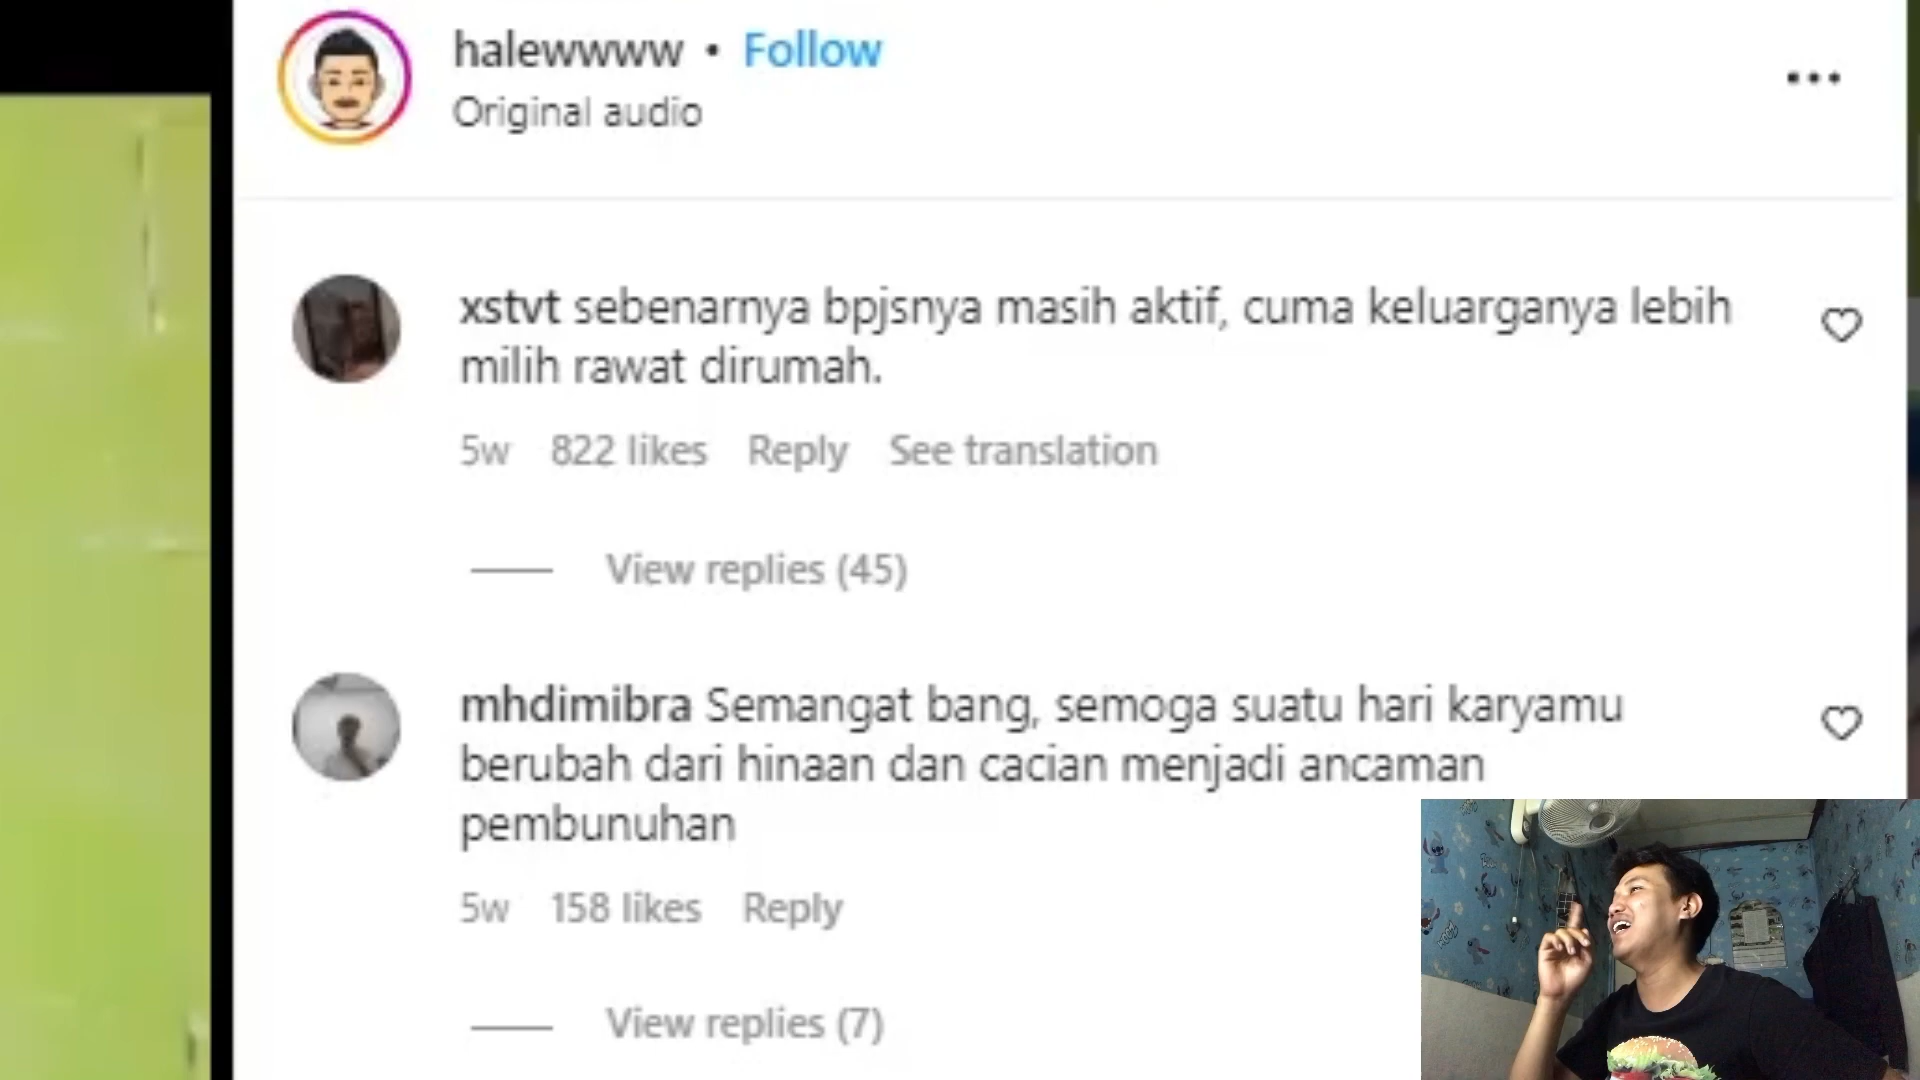 halewwww • Follow
Original audio
xstvt sebenarnya bpjsnya masih aktif, cuma keluarganya lebih
milih rawat dirumah.
5w 822 likes Reply See translation
View replies (45)
mhdimibra Semangat bang, semoga suatu hari karyamu
berubah dari hinaan dan cacian menjadi ancaman
pembunuhan
5w 158 likes Reply
View replies (7)